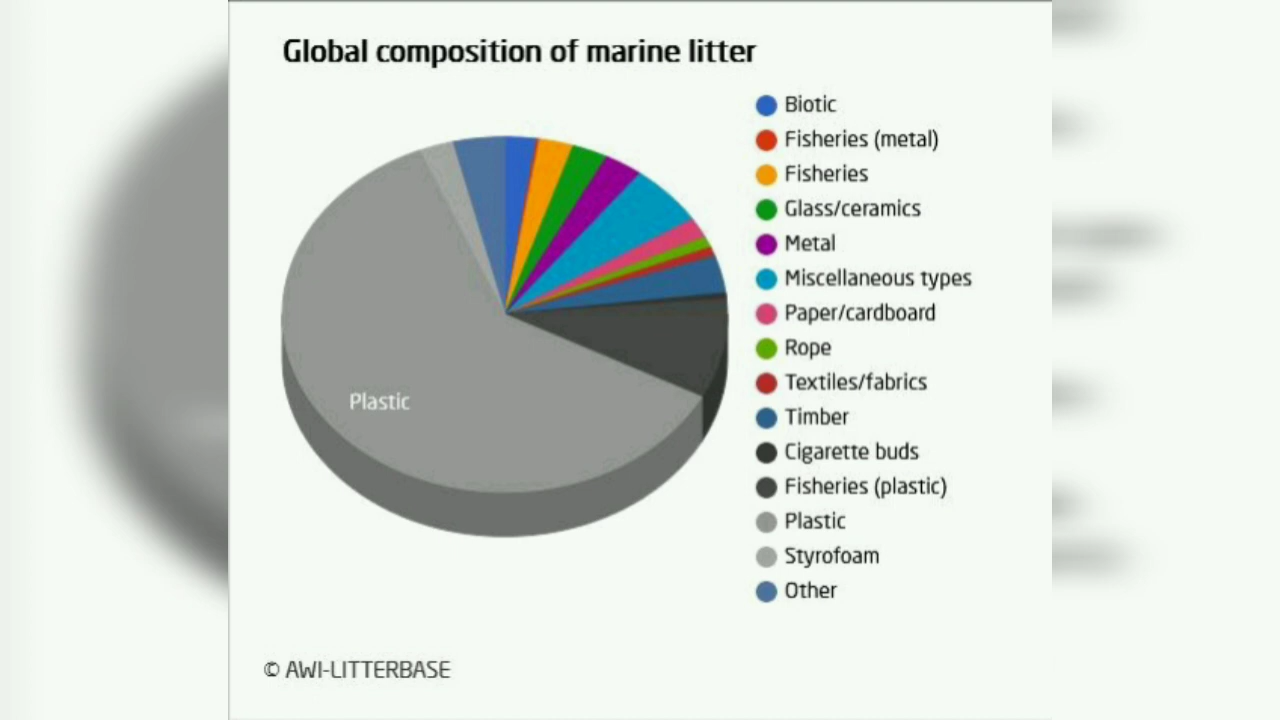 Global composition of marine litter
Biotic
Fisheries (metal)
Fisheries
Glass/ceramics
Metal
Miscellaneous types
Paper/cardboard
Rope
Textiles/fabrics
Timber
Cigarette buds
Fisheries (plastic)
Plastic
Styrofoam
Other
Plastic
© AWI-LITTERBASE